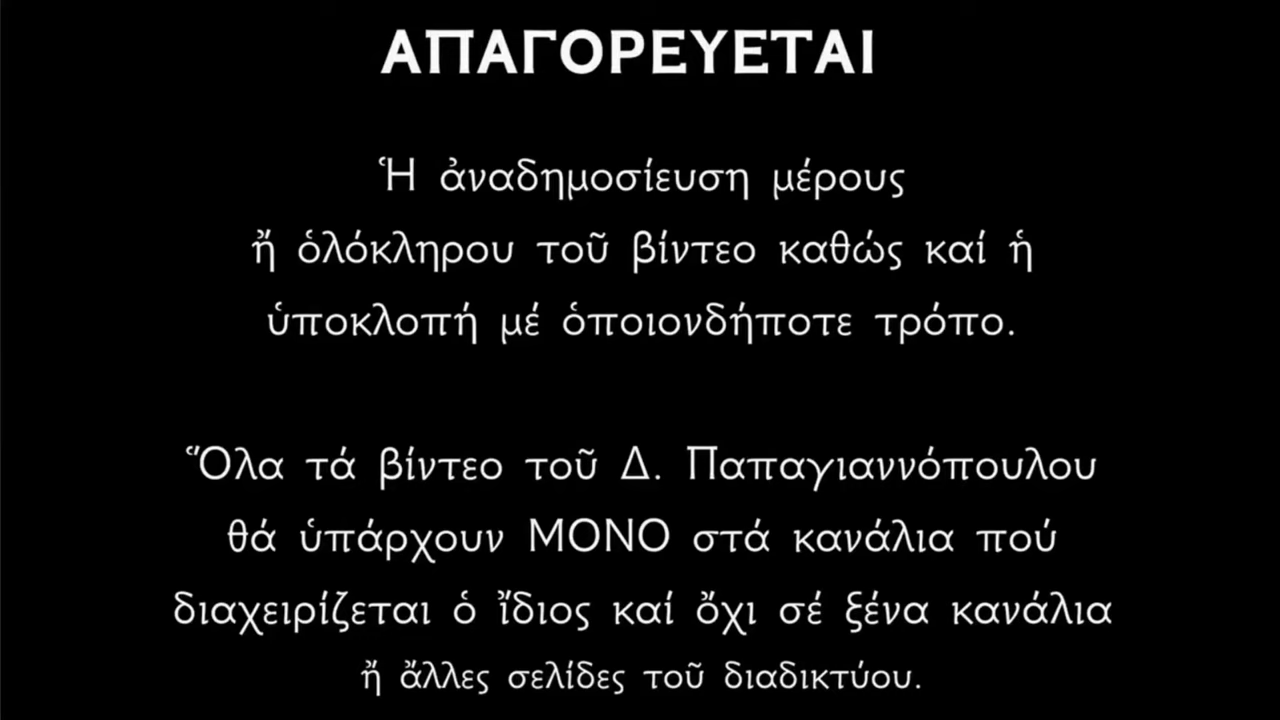 ΑΠΑΓΟΡΕΥΕΤΑΙ
Ἡ ἀναδημοσίευση μέρους
ἤ ὁλόκληρου τοῦ βίντεο καθώς καί ἡ
ὑποκλοπή μέ ὁποιονδήποτε τρόπο.
Ὅλα τά βίντεο τοῦ Δ. Παπαγιαννόπουλου
θά ὑπάρχουν ΜΟΝΟ στά κανάλια πού
διαχειρίζεται ὁ ἴδιος καί ὄχι σέ ξένα κανάλια
ἤ ἄλλες σελίδες τοῦ διαδικτύου.